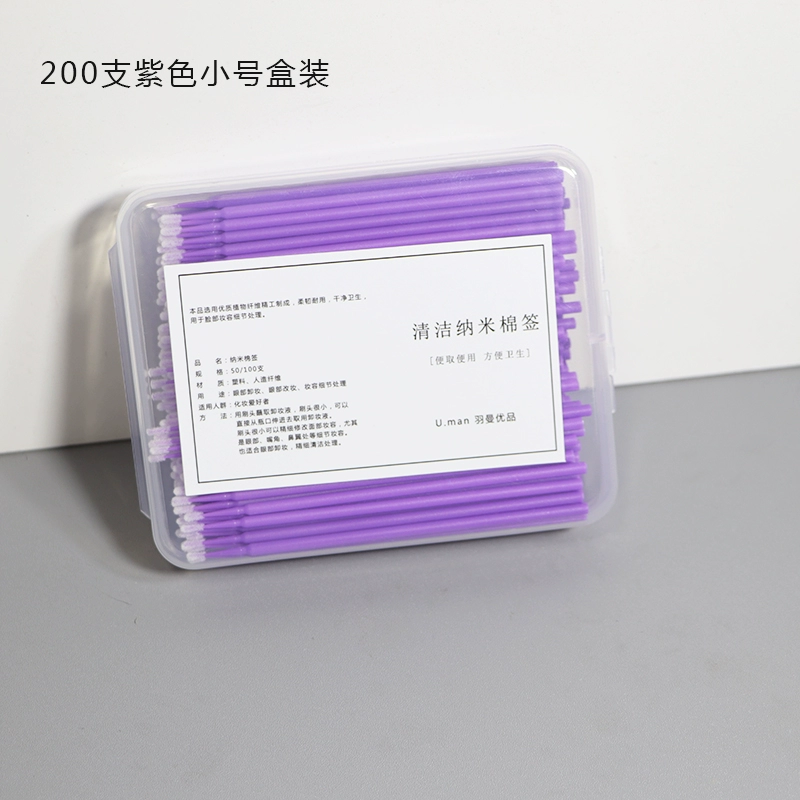 200支紫色小号盒装
本品选用优质植物纤维精工制成，柔韧耐用，干净卫生，
用于脸部妆容细节处理。
清洁纳米棉签
[便取使用 方便卫生]
品 名：纳米棉签
规 格：50/100支
材 质：塑料、人造纤维
用 途：眼部卸妆、眼部改妆、妆容细节处理
适用人群：化妆爱好者
方 法：用刷头蘸取卸妆液，刷头很小，可以
直接从瓶口伸进去取用卸妆液。
刷头很小可以精细修改面部妆容，尤其
是眼部、嘴角、鼻翼处等细节妆容。
也适合眼部卸妆，精细清洁处理。
U.man 羽曼优品